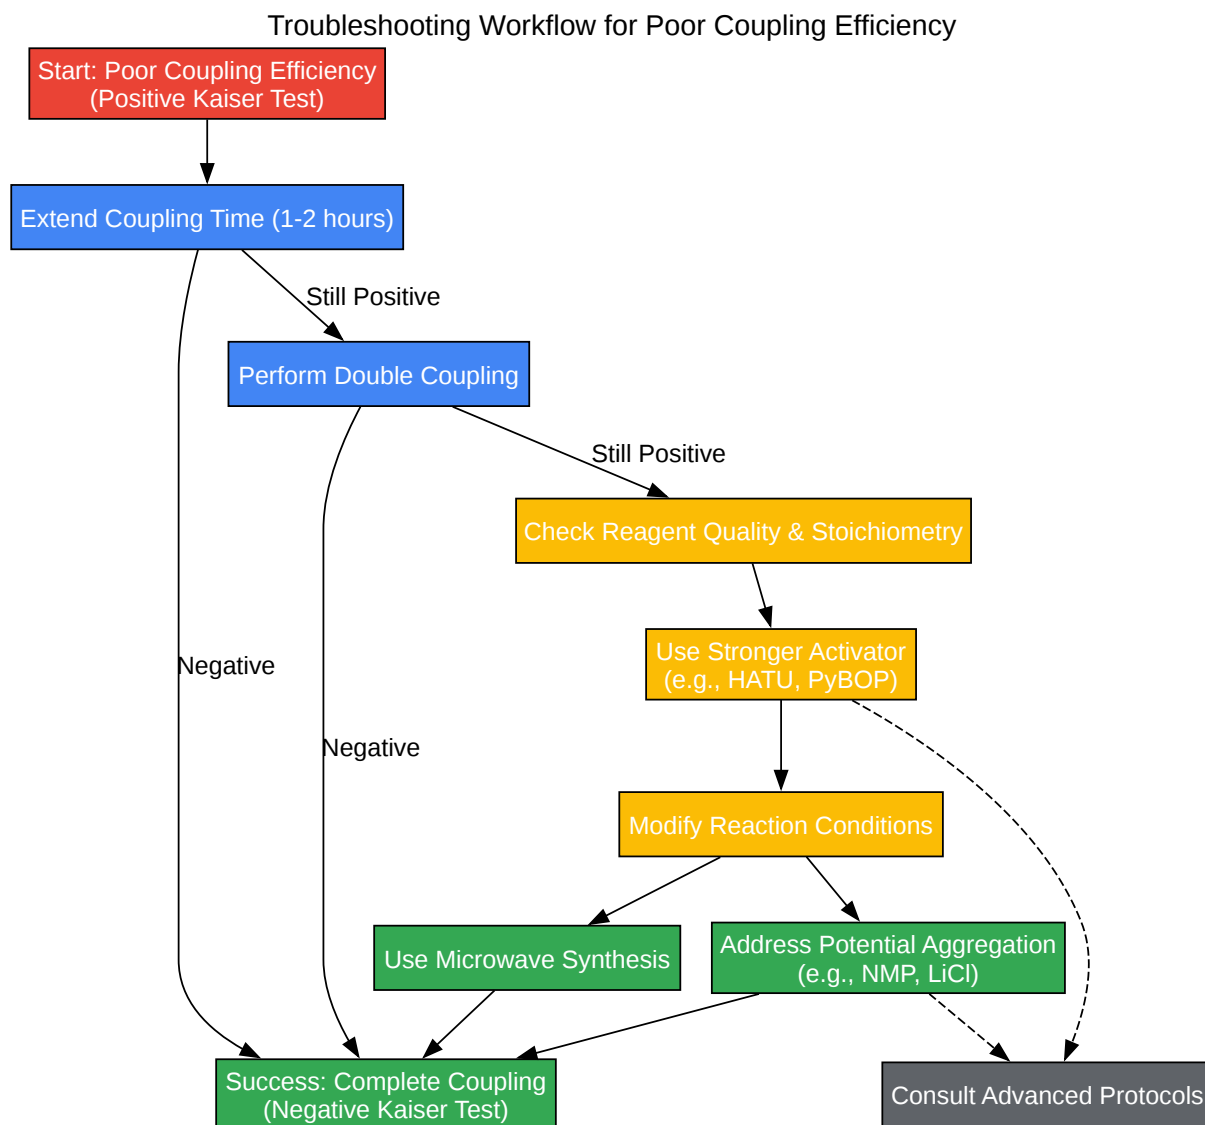 Troubleshooting Workflow for Poor Coupling Efficiency
Start: Poor Coupling Efficiency
(Positive Kaiser Test)
Extend Coupling Time (1-2 hours)
Still Positive
Perform Double Coupling
Still Positive
Check Reagent Quality & Stoichiometry
Use Stronger Activator
(e.g., HATU, PyBOP)
Negative
Negative
Modify Reaction Conditions
Use Microwave Synthesis
Address Potential Aggregation
(e.g., NMP, LiCl)
Success: Complete Coupling
(Negative Kaiser Test)
Consult Advanced Protocols